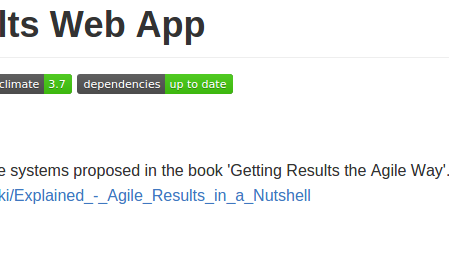 lts Web App
climate 3.7 dependencies up to date
e systems proposed in the book 'Getting Results the Agile Way'.
ki/Explained_-_Agile_Results_in_a_Nutshell